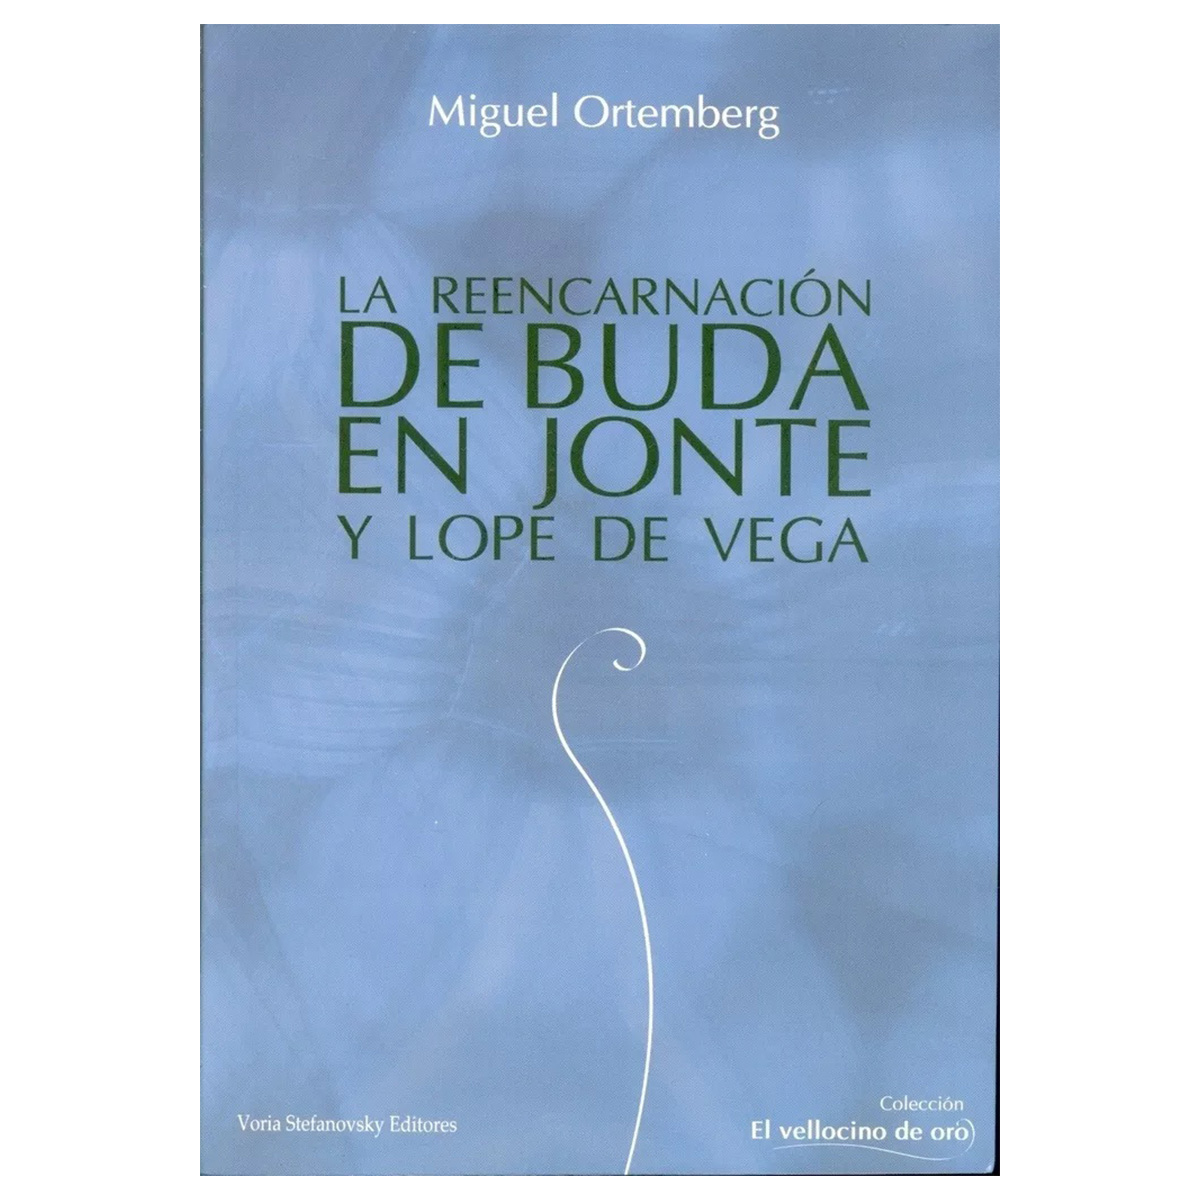 Miguel Ortemberg
LA REENCARNACIÓN
DE BUDA
EN JONTE
Y LOPE DE VEGA
Voria Stefanovsky Editores
Colección
El vellocino de oro